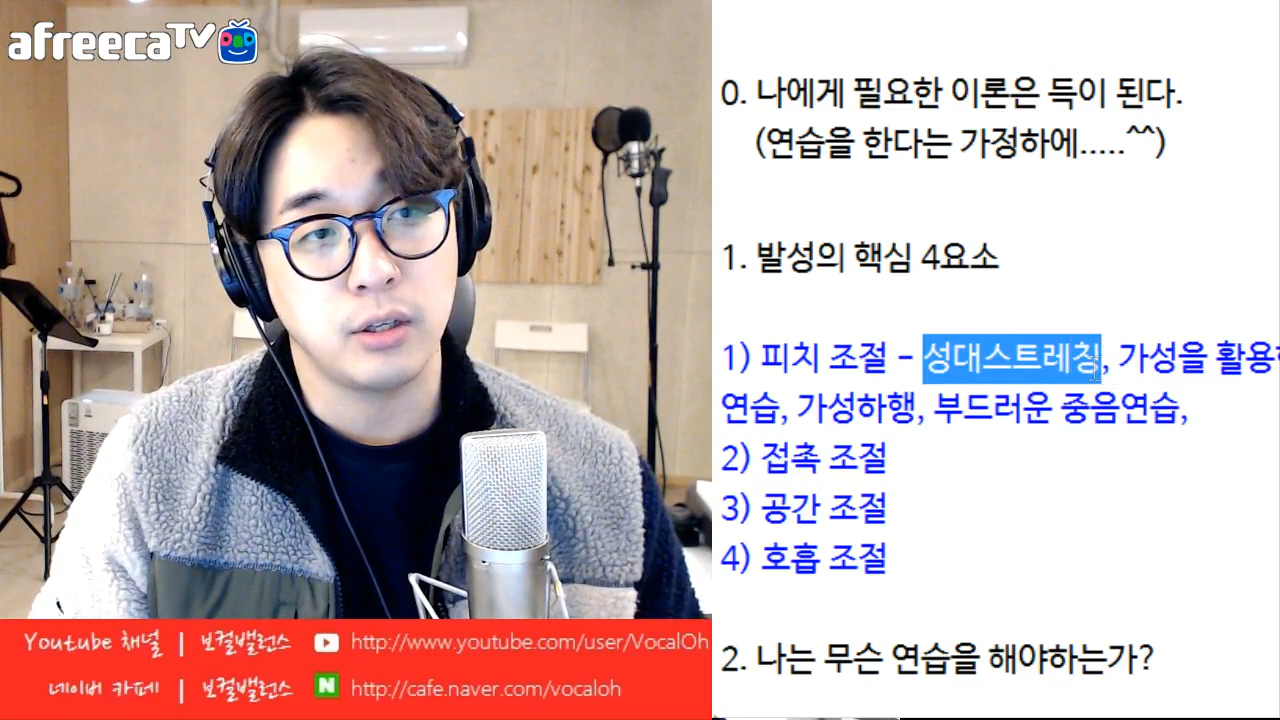 afreecaTV
0. 나에게 필요한 이론은 득이 된다.
(연습을 한다는 가정하에.....^^)
1. 발성의 핵심 4요소
1) 피치 조절 - 성대스트레칭, 가성을 활용
연습, 가성하행, 부드러운 중음연습,
2) 접촉 조절
3) 공간 조절
4) 호흡 조절
2. 나는 무슨 연습을 해야하는가?
Youtube 채널 | 보컬밸런스 http://www.youtube.com/user/VocalOh
네이버 카페 | 보컬밸런스 N http://cafe.naver.com/vocaloh